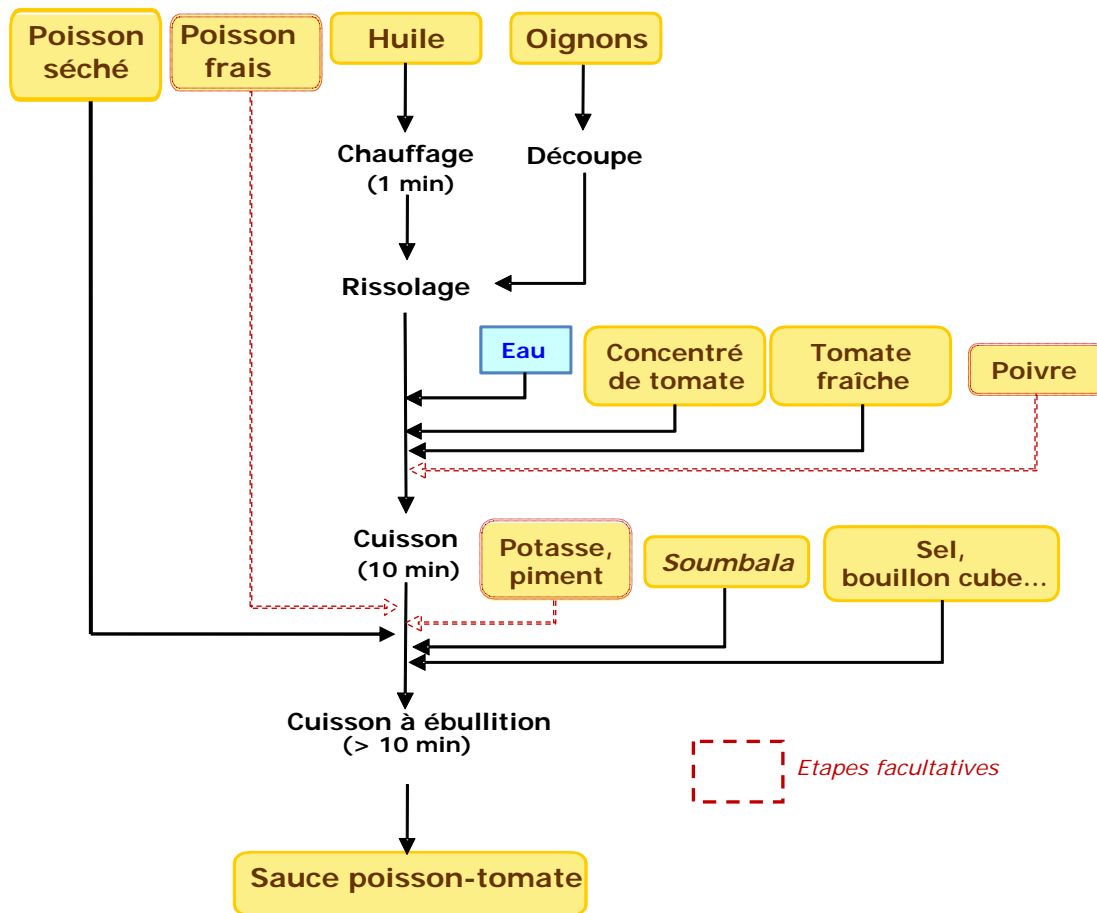 Poisson
séché
Poisson
frais
Huile
Oignons
Chauffage
(1 min)
Découpe
Rissolage
Eau
Concentré
de tomate
Tomate
fraîche
Poivre
Cuisson
(10 min)
Potasse,
piment
Soumbala
Sel,
bouillon cube...
Cuisson à ébullition
(> 10 min)
Etapes facultatives
Sauce poisson-tomate